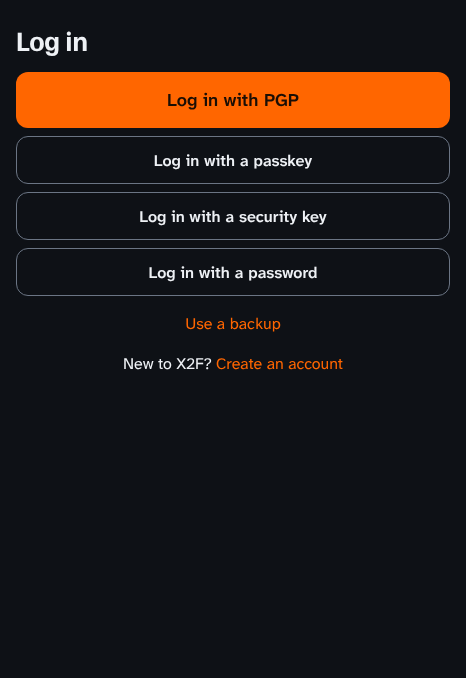 Log in
Log in with PGP
Log in with a passkey
Log in with a security key
Log in with a password
Use a backup
New to X2F? Create an account